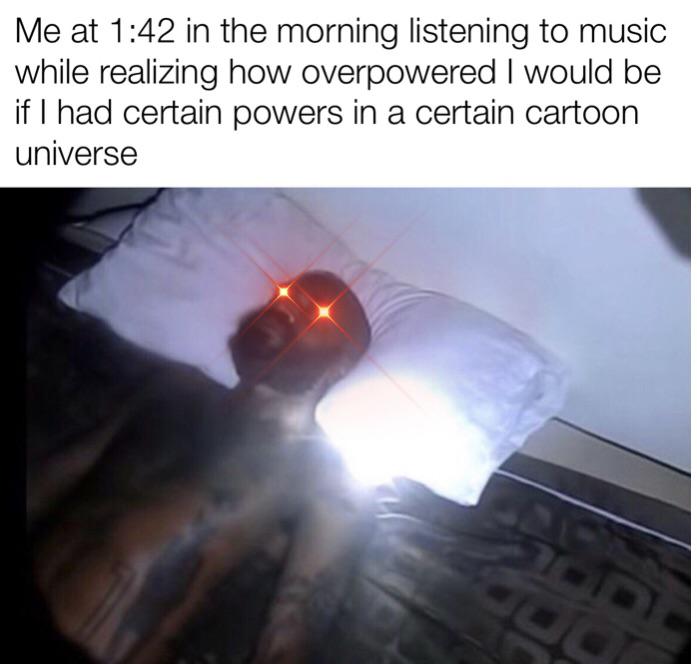 Me at 1:42 in the morning listening to music
while realizing how overpowered I would be
if I had certain powers in a certain cartoon
universe